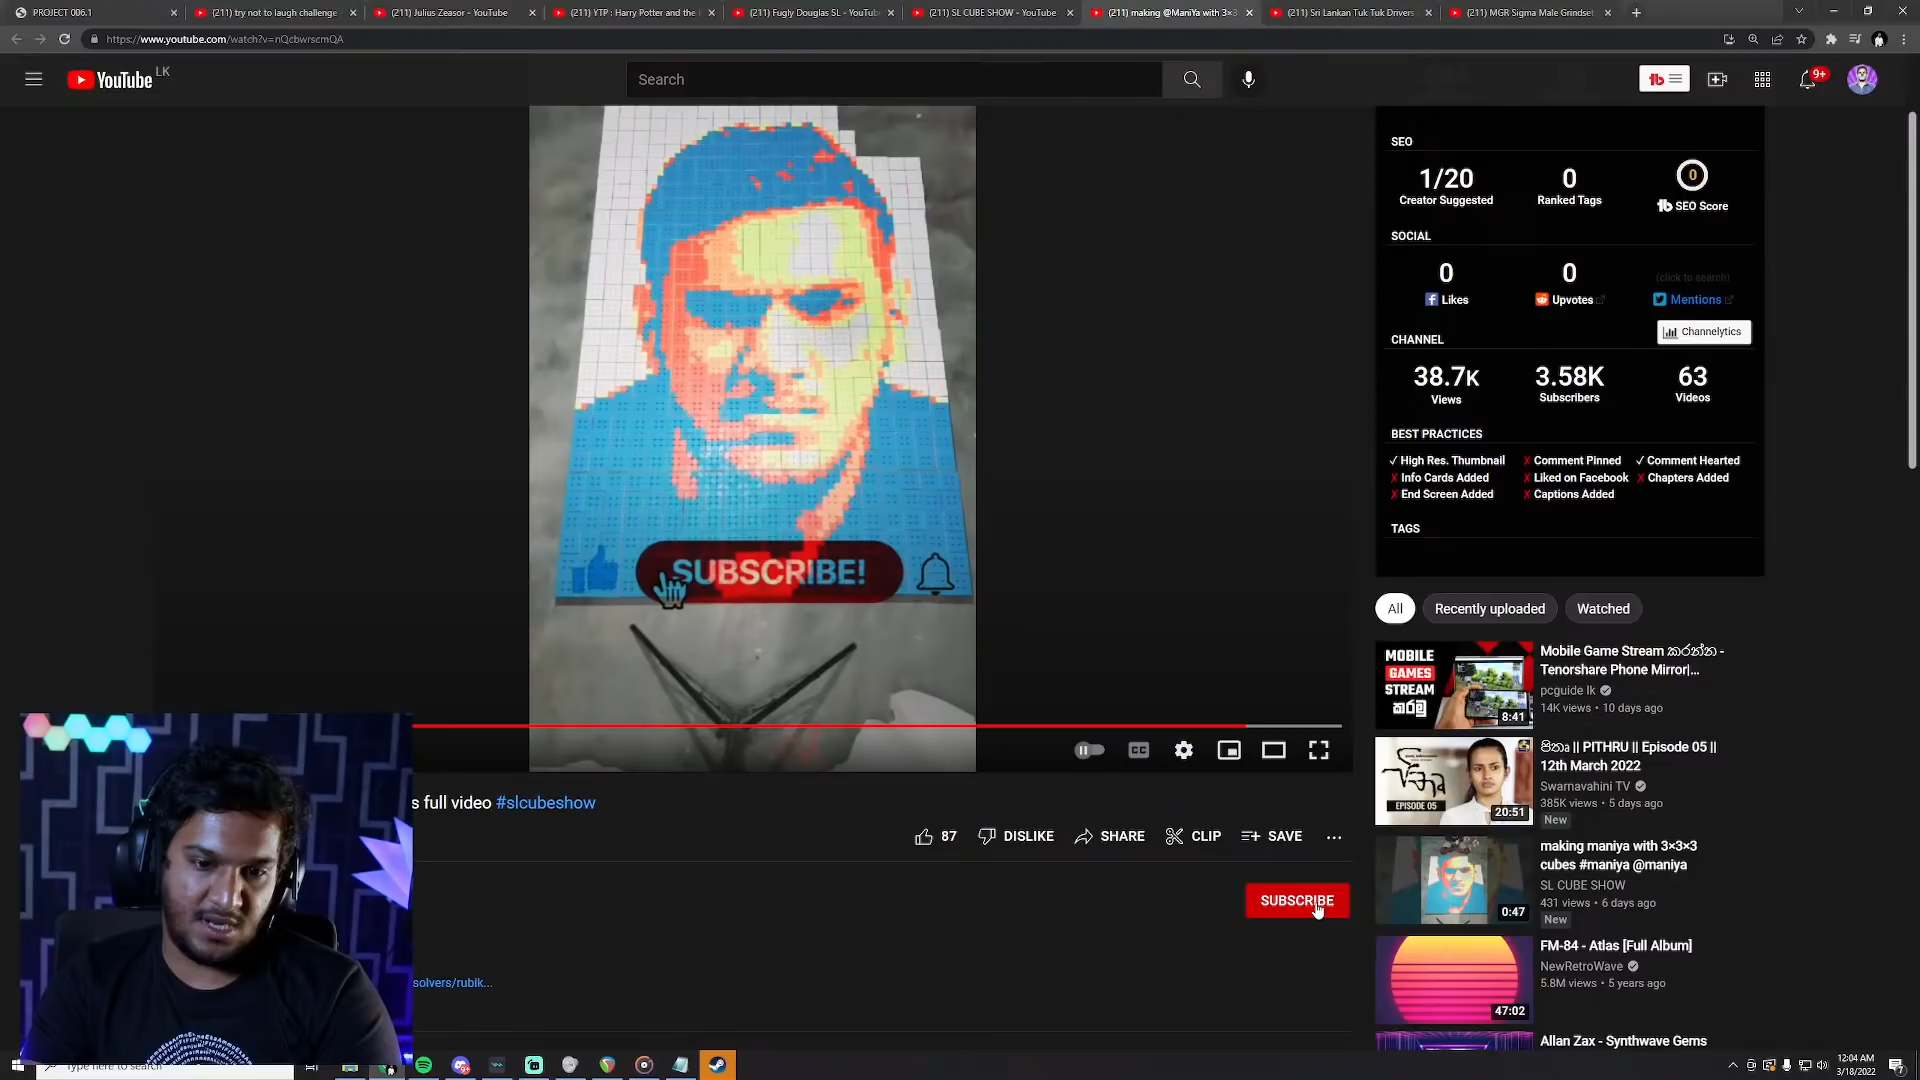 PROJECT 006.1
(211) try not to laugh challenge
(211) Julius Zeasor - YouTube
(211) YTP : Harry Potter and the
(211) Fugly Douglas SL - YouTube
(211) SL CUBE SHOW - YouTube
(211) making @ManiYa with 3×3
(211) Sri Lankan Tuk Tuk Drivers
(211) MGR Sigma Male Grindset
https://www.youtube.com/watch?v=nQcbwrscmQA
YouTube LK
Search
9+
SEO
1/20
Creator Suggested
0
Ranked Tags
0
SEO Score
SOCIAL
0
Likes
0
Upvotes
(click to search)
Mentions
Channelytics
CHANNEL
38.7K
Views
3.58K
Subscribers
63
Videos
BEST PRACTICES
✓ High Res. Thumbnail
✗ Comment Pinned
✓ Comment Hearted
✗ Info Cards Added
✗ Liked on Facebook
✗ Chapters Added
✗ End Screen Added
✗ Captions Added
TAGS
SUBSCRIBE!
CC
s full video #slcubeshow
87
DISLIKE
SHARE
CLIP
SAVE
SUBSCRIBE
solvers/rubik...
All
Recently uploaded
Watched
MOBILE
GAMES
STREAM
කරමු
8:41
Mobile Game Stream කරන්න -
Tenorshare Phone Mirror|...
pcguide lk
14K views • 10 days ago
පිතෘ
EPISODE 05
20:51
පිතෘ || PITHRU || Episode 05 ||
12th March 2022
Swarnavahini TV
385K views • 5 days ago
New
0:47
making maniya with 3×3×3
cubes #maniya @maniya
SL CUBE SHOW
431 views • 6 days ago
New
47:02
FM-84 - Atlas [Full Album]
NewRetroWave
5.8M views • 5 years ago
Allan Zax - Synthwave Gems
Type here to search
12:04 AM
3/18/2022
7